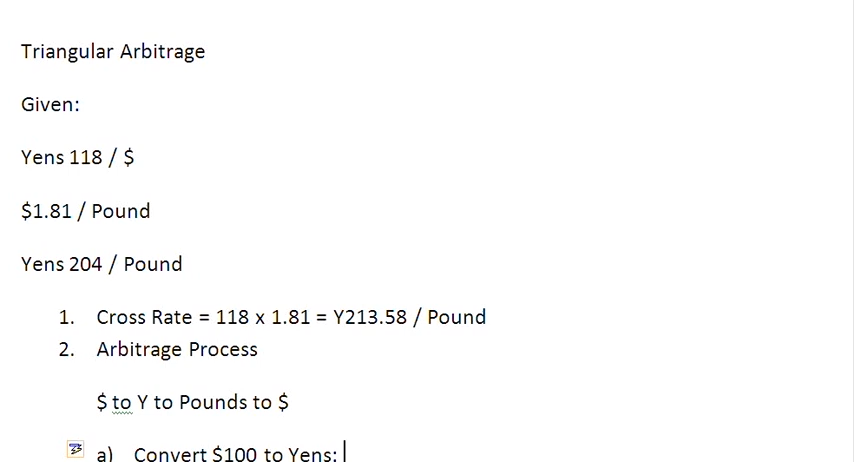 Triangular Arbitrage
Given:
Yens 118 / $
$1.81 / Pound
Yens 204 / Pound
1. Cross Rate = 118 x 1.81 = Y213.58 / Pound
2. Arbitrage Process
$ to Y to Pounds to $
a) Convert $100 to Yens: